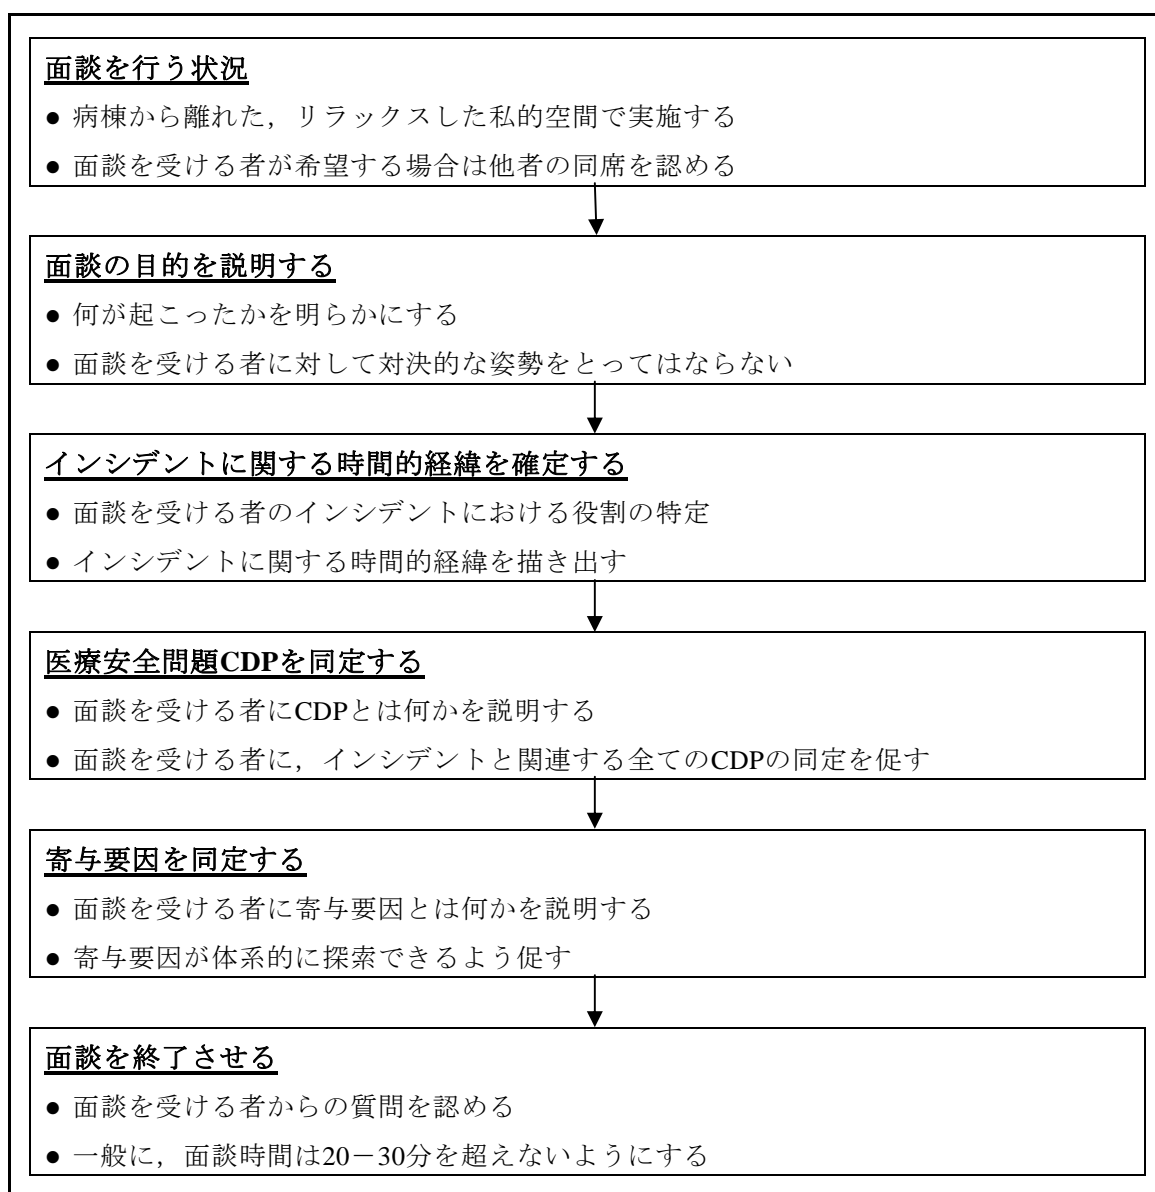 面談を行う状況
● 病棟から離れた，リラックスした私的空間で実施する
● 面談を受ける者が希望する場合は他者の同席を認める
面談の目的を説明する
● 何が起こったかを明らかにする
● 面談を受ける者に対して対決的な姿勢をとってはならない
インシデントに関する時間的経緯を確定する
● 面談を受ける者のインシデントにおける役割の特定
● インシデントに関する時間的経緯を描き出す
医療安全問題CDPを同定する
● 面談を受ける者にCDPとは何かを説明する
● 面談を受ける者に，インシデントと関連する全てのCDPの同定を促す
寄与要因を同定する
● 面談を受ける者に寄与要因とは何かを説明する
● 寄与要因が体系的に探索できるよう促す
面談を終了させる
● 面談を受ける者からの質問を認める
● 一般に，面談時間は20－30分を超えないようにする